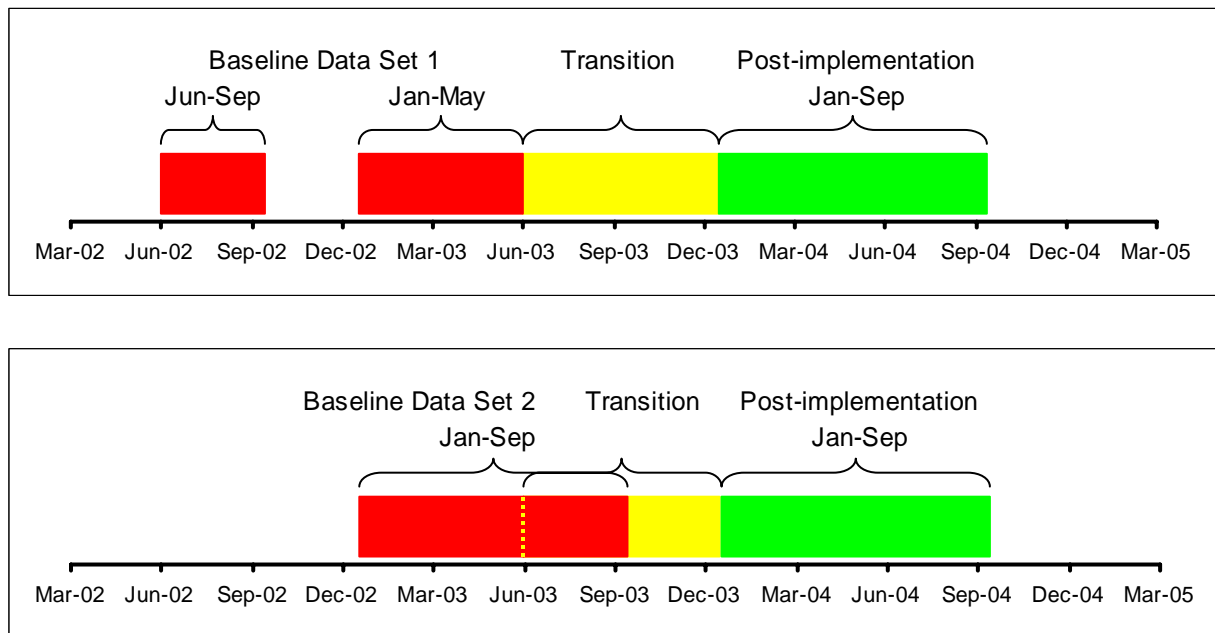 Baseline Data Set 1 Transition Post-implementation
Jun-Sep Jan-May Jan-Sep
Mar-02 Jun-02 Sep-02 Dec-02 Mar-03 Jun-03 Sep-03 Dec-03 Mar-04 Jun-04 Sep-04 Dec-04 Mar-05
Baseline Data Set 2 Transition Post-implementation
Jan-Sep Jan-Sep
Mar-02 Jun-02 Sep-02 Dec-02 Mar-03 Jun-03 Sep-03 Dec-03 Mar-04 Jun-04 Sep-04 Dec-04 Mar-05